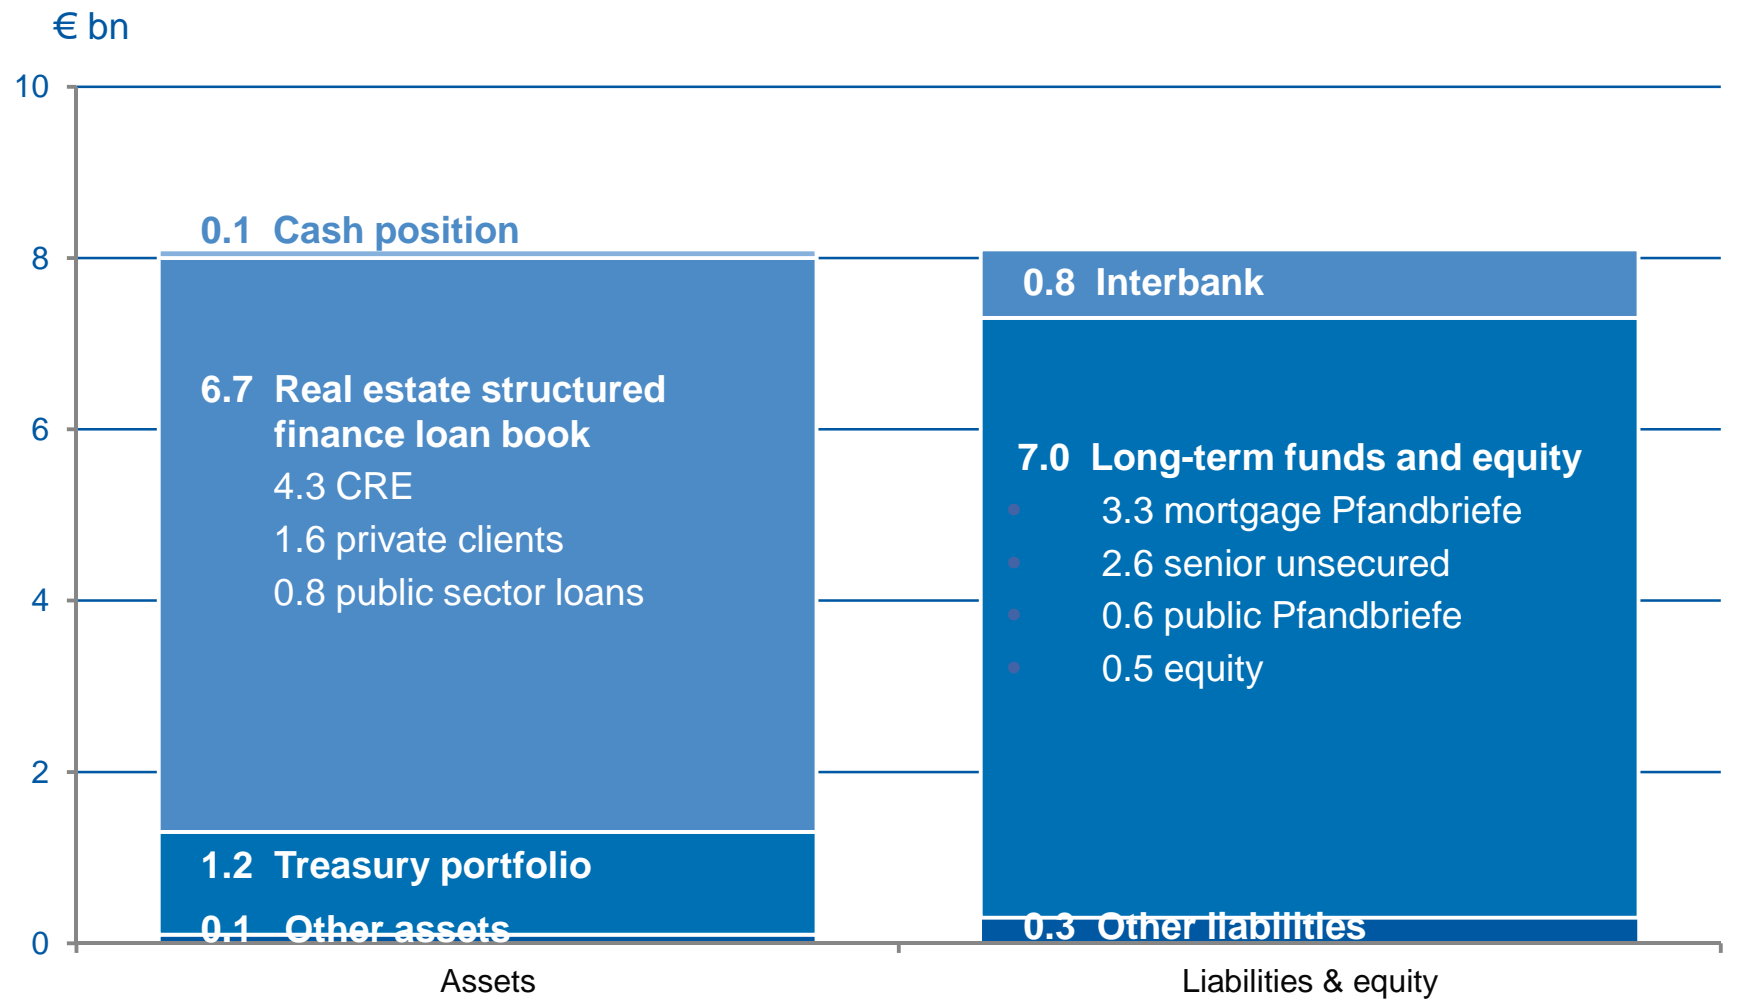 € bn
10
8
6
4
2
0
0.1 Cash position
6.7 Real estate structured
finance loan book
4.3 CRE
1.6 private clients
0.8 public sector loans
1.2 Treasury portfolio
0.1 Other assets
0.8 Interbank
7.0 Long-term funds and equity
• 3.3 mortgage Pfandbriefe
• 2.6 senior unsecured
• 0.6 public Pfandbriefe
• 0.5 equity
0.3 Other liabilities
Assets
Liabilities & equity